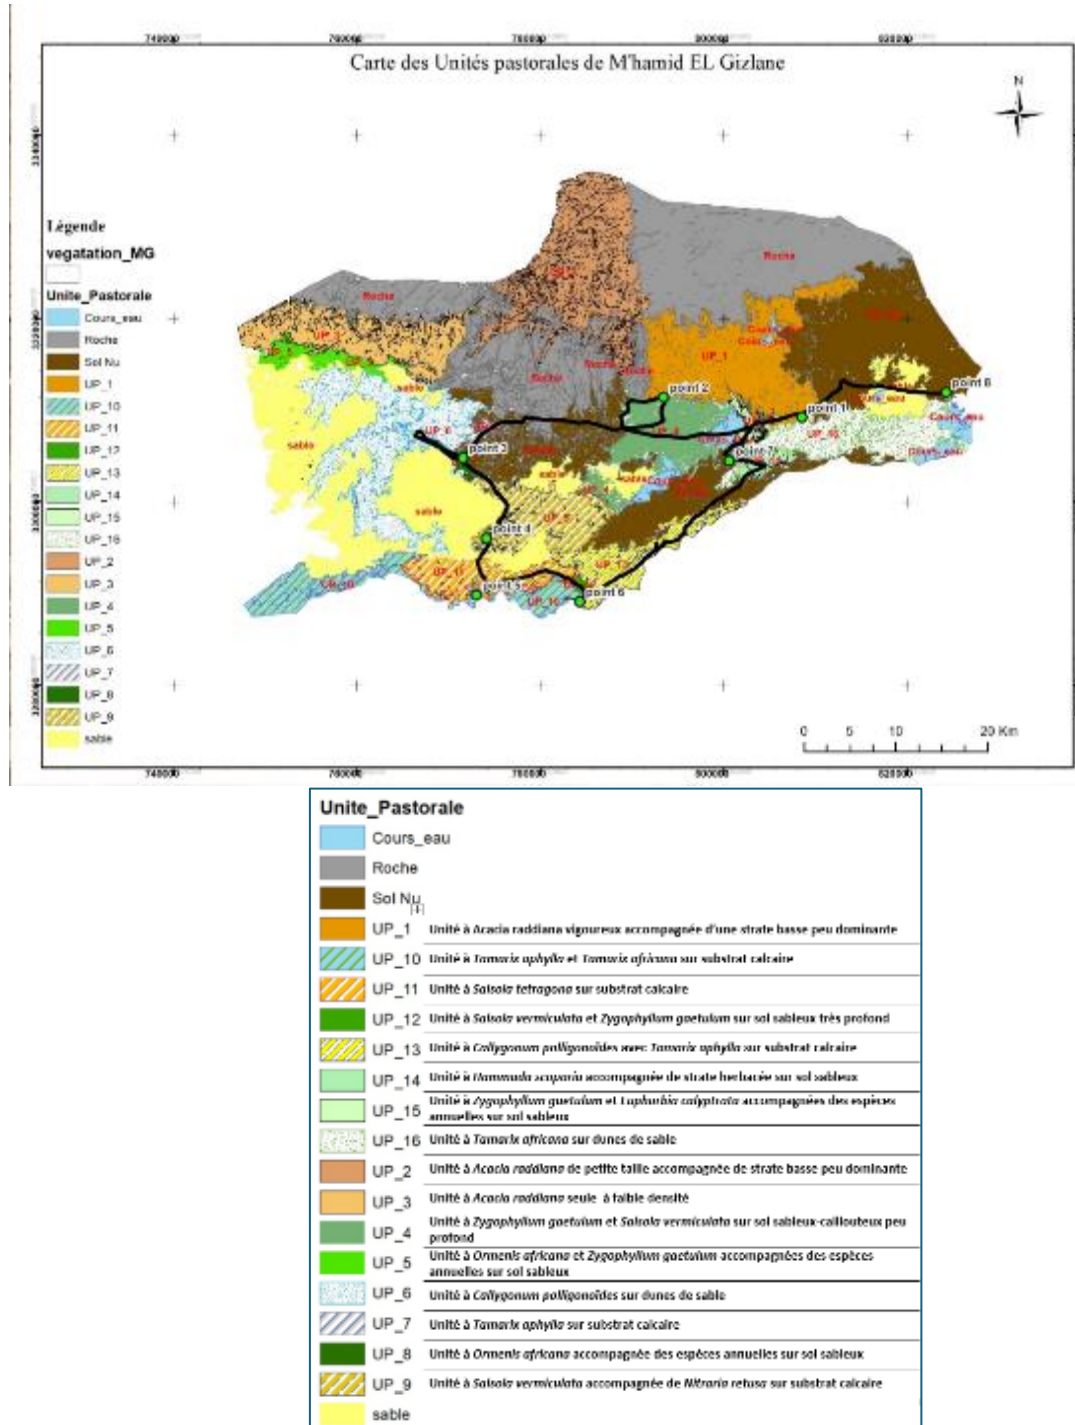 Carte des Unités pastorales de M'hamid EL Gizlane
N
Légende
vegatation_MG
Unite_Pastorale
Cours_eau
Roche
Sol Nu
UP_1
UP_10
UP_11
UP_12
UP_13
UP_14
UP_15
UP_16
UP_2
UP_3
UP_4
UP_5
UP_6
UP_7
UP_8
UP_9
sable
Roche
Roche
Roche
UP_1
point 2
point 8
point 1
point 7
sable
sable
sable
point 4
point 6
0 5 10 20 Km
Unite_Pastorale
Cours_eau
Roche
Sol Nu
UP_1 Unité à Acacia raddiana vigoureux accompagnée d'une strate basse peu dominante
UP_10 Unité à Tamarix aphylla et Tamarix africana sur substrat calcaire
UP_11 Unité à Salsola tetragona sur substrat calcaire
UP_12 Unité à Salsola vermiculata et Zygophyllum gaetulum sur sol sableux très profond
UP_13 Unité à Callygonum polligonoïdes avec Tamarix aphylla sur substrat calcaire
UP_14 Unité à Hammada scoparia accompagnée de strate herbacée sur sol sableux
UP_15 Unité à Zygophyllum gaetulum et Euphorbia calyptrata accompagnées des espèces
annuelles sur sol sableux
UP_16 Unité à Tamarix africana sur dunes de sable
UP_2 Unité à Acacia raddiana de petite taille accompagnée de strate basse peu dominante
UP_3 Unité à Acacia raddiana seule à faible densité
UP_4 Unité à Zygophyllum gaetulum et Salsola vermiculata sur sol sableux-caillouteux peu
profond
UP_5 Unité à Ormenis africana et Zygophyllum gaetulum accompagnées des espèces
annuelles sur sol sableux
UP_6 Unité à Callygonum polligonoïdes sur dunes de sable
UP_7 Unité à Tamarix aphylla sur substrat calcaire
UP_8 Unité à Ormenis africana accompagnée des espèces annuelles sur sol sableux
UP_9 Unité à Salsola vermiculata accompagnée de Nitraria retusa sur substrat calcaire
sable